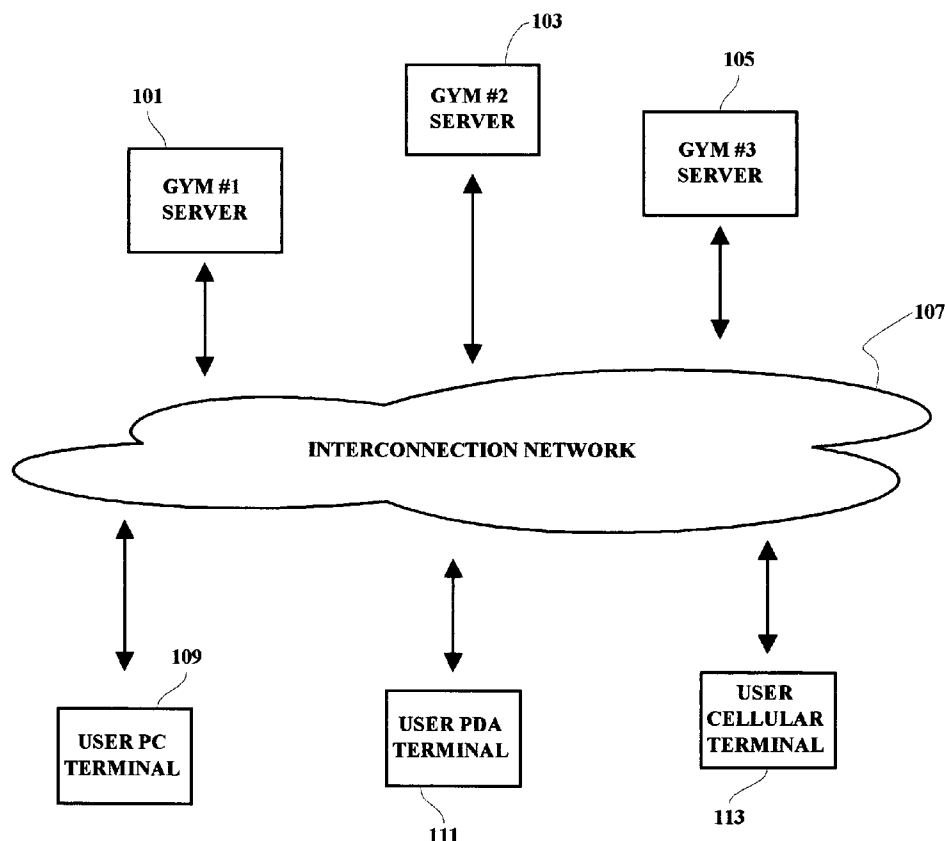 103
GYM #2
SERVER
101
GYM #1
SERVER
105
GYM #3
SERVER
107
INTERCONNECTION NETWORK
109
USER PC
TERMINAL
USER PDA
TERMINAL
111
USER
CELLULAR
TERMINAL
113